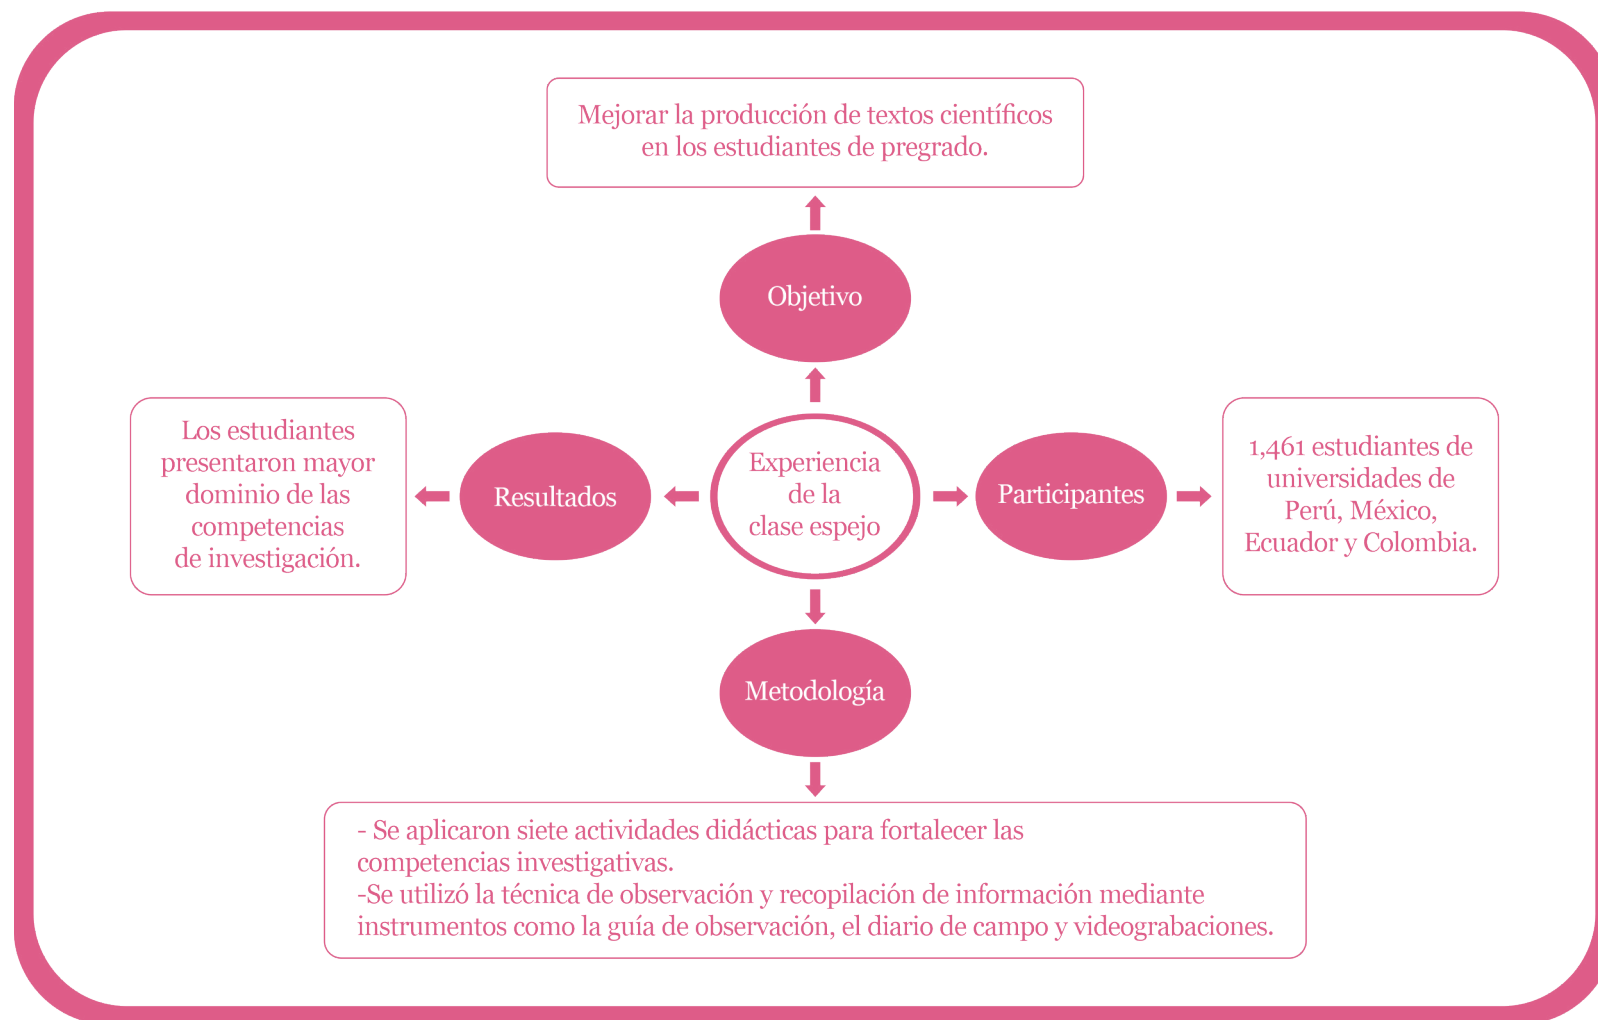 Mejorar la producción de textos científicos
en los estudiantes de pregrado.
Objetivo
Los estudiantes
presentaron mayor
dominio de las
competencias
de investigación.
Resultados
Experiencia
de la
clase espejo
Participantes
1,461 estudiantes de
universidades de
Perú, México,
Ecuador y Colombia.
Metodología
- Se aplicaron siete actividades didácticas para fortalecer las
competencias investigativas.
-Se utilizó la técnica de observación y recopilación de información mediante
instrumentos como la guía de observación, el diario de campo y videograbaciones.